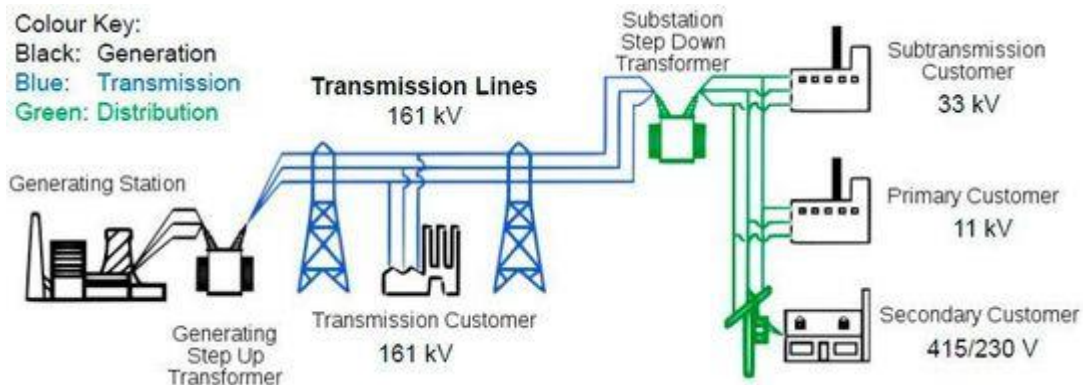 Colour Key:
Black: Generation
Blue: Transmission
Green: Distribution
Transmission Lines
161 kV
Substation
Step Down
Transformer
Subtransmission
Customer
33 kV
Generating Station
Primary Customer
11 kV
Generating
Step Up
Transformer
Transmission Customer
161 kV
Secondary Customer
415/230 V